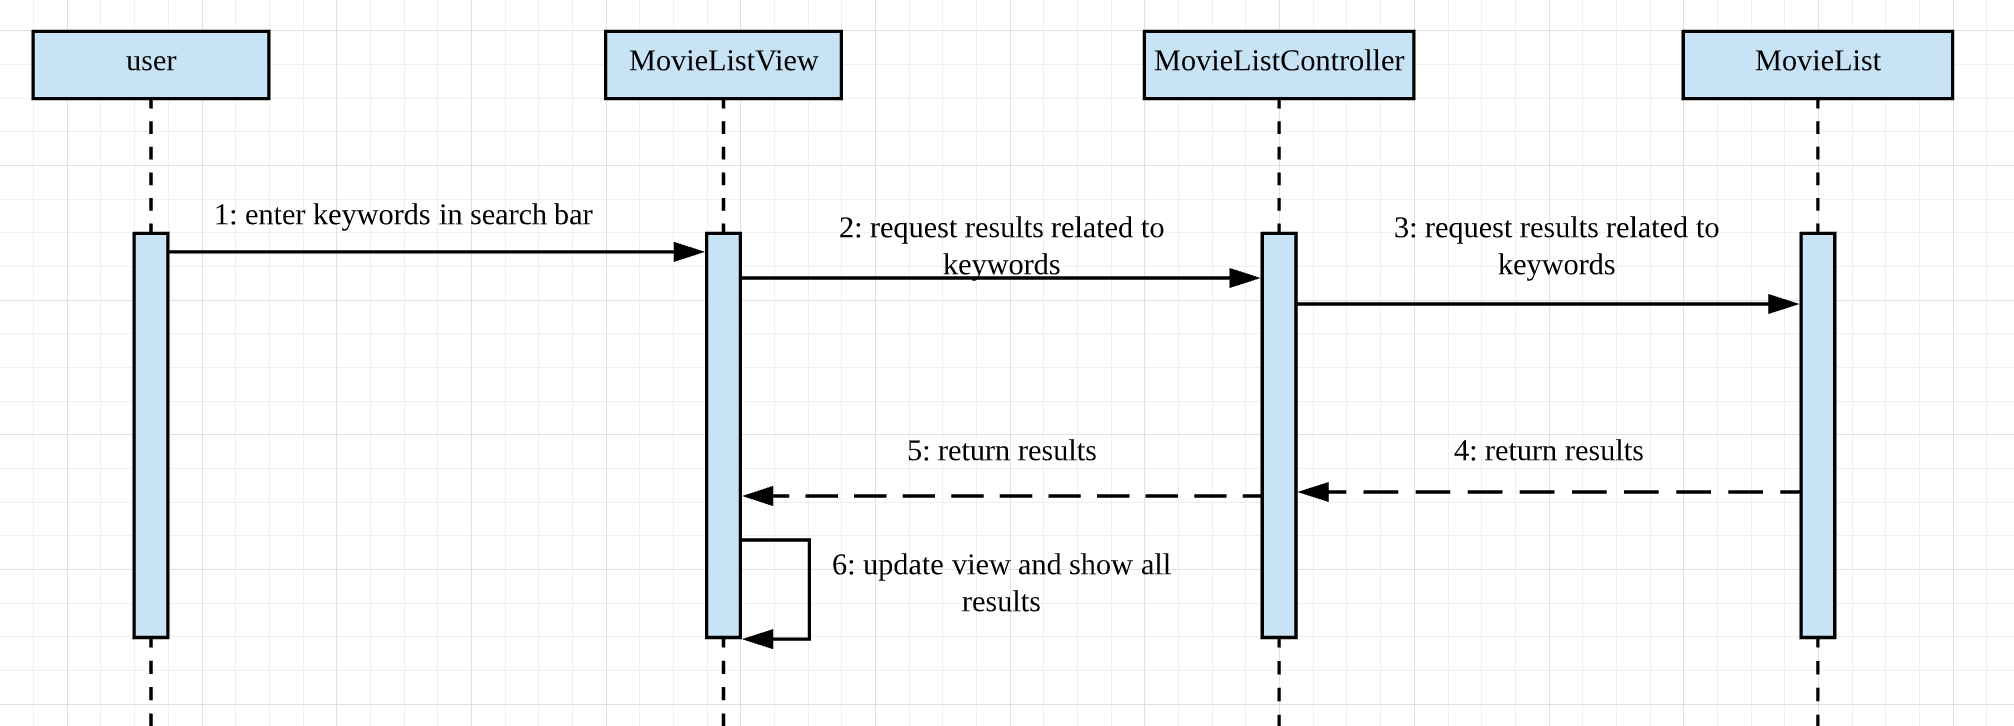 user
MovieListView
MovieListController
MovieList
1: enter keywords in search bar
2: request results related to
keywords
3: request results related to
keywords
5: return results
4: return results
6: update view and show all
results